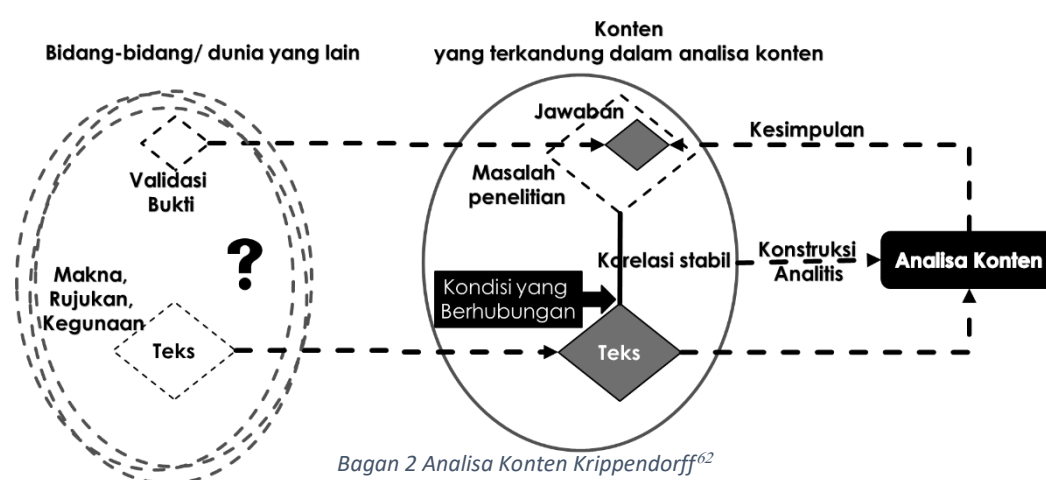 Bidang-bidang/ dunia yang lain
Konten
yang terkandung dalam analisa konten
Validasi
Bukti
?
Makna,
Rujukan,
Kegunaan
Teks
Jawaban
Masalah
penelitian
Korelasi stabil
Kondisi yang
Berhubungan
Teks
Kesimpulan
Konstruksi
Analitis
Analisa Konten
Bagan 2 Analisa Konten Krippendorff⁶²